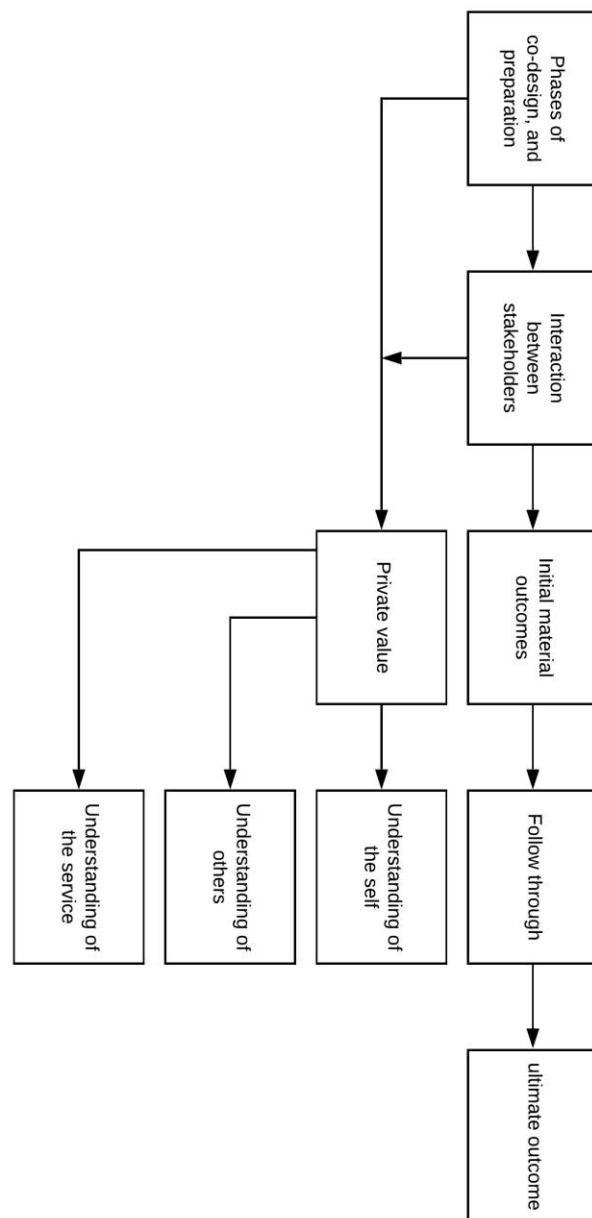 Phases of
co-design, and
preparation
Interaction
between
stakeholders
Initial material
outcomes
Follow through
ultimate outcome
Private value
Understanding of
the self
Understanding of
others
Understanding of
the service